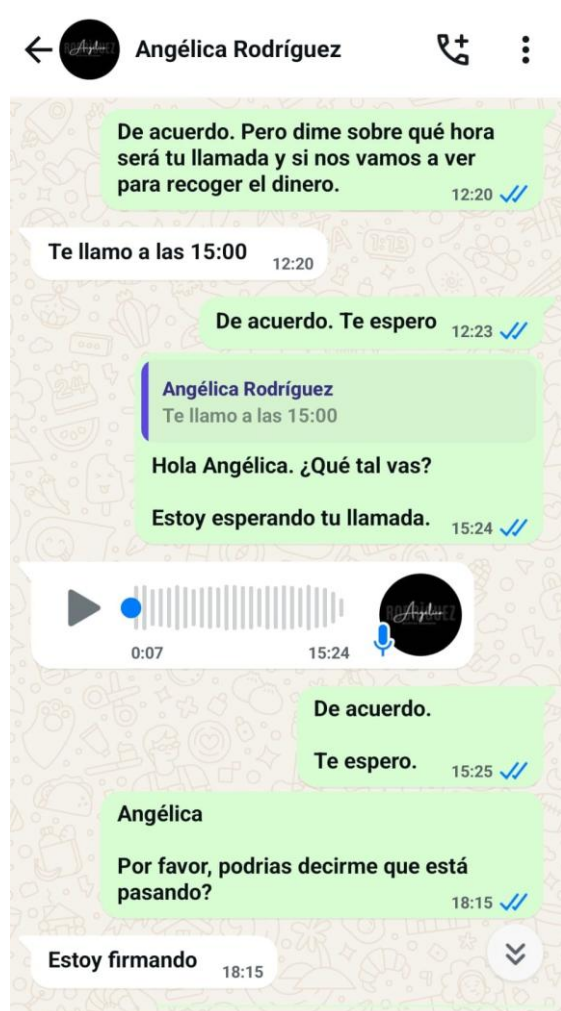 Angélica Rodríguez
De acuerdo. Pero dime sobre qué hora
será tu llamada y si nos vamos a ver
para recoger el dinero.
12:20
Te llamo a las 15:00
12:20
De acuerdo. Te espero
12:23
Angélica Rodríguez
Te llamo a las 15:00
Hola Angélica. ¿Qué tal vas?
Estoy esperando tu llamada.
15:24
0:07
15:24
De acuerdo.
Te espero.
15:25
Angélica
Por favor, podrias decirme que está
pasando?
18:15
Estoy firmando
18:15